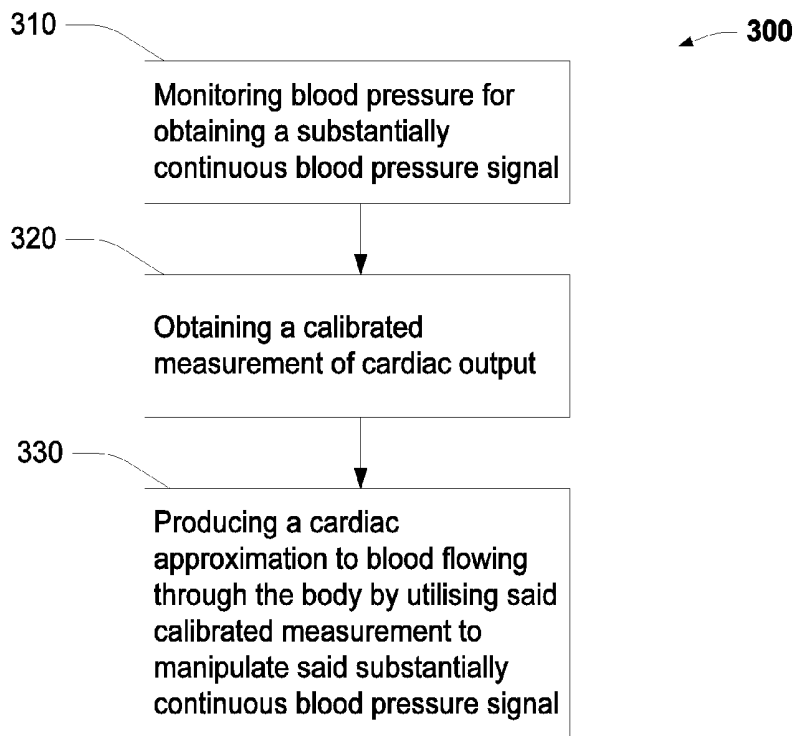 310
300
Monitoring blood pressure for
obtaining a substantially
continuous blood pressure signal
320
Obtaining a calibrated
measurement of cardiac output
330
Producing a cardiac
approximation to blood flowing
through the body by utilising said
calibrated measurement to
manipulate said substantially
continuous blood pressure signal